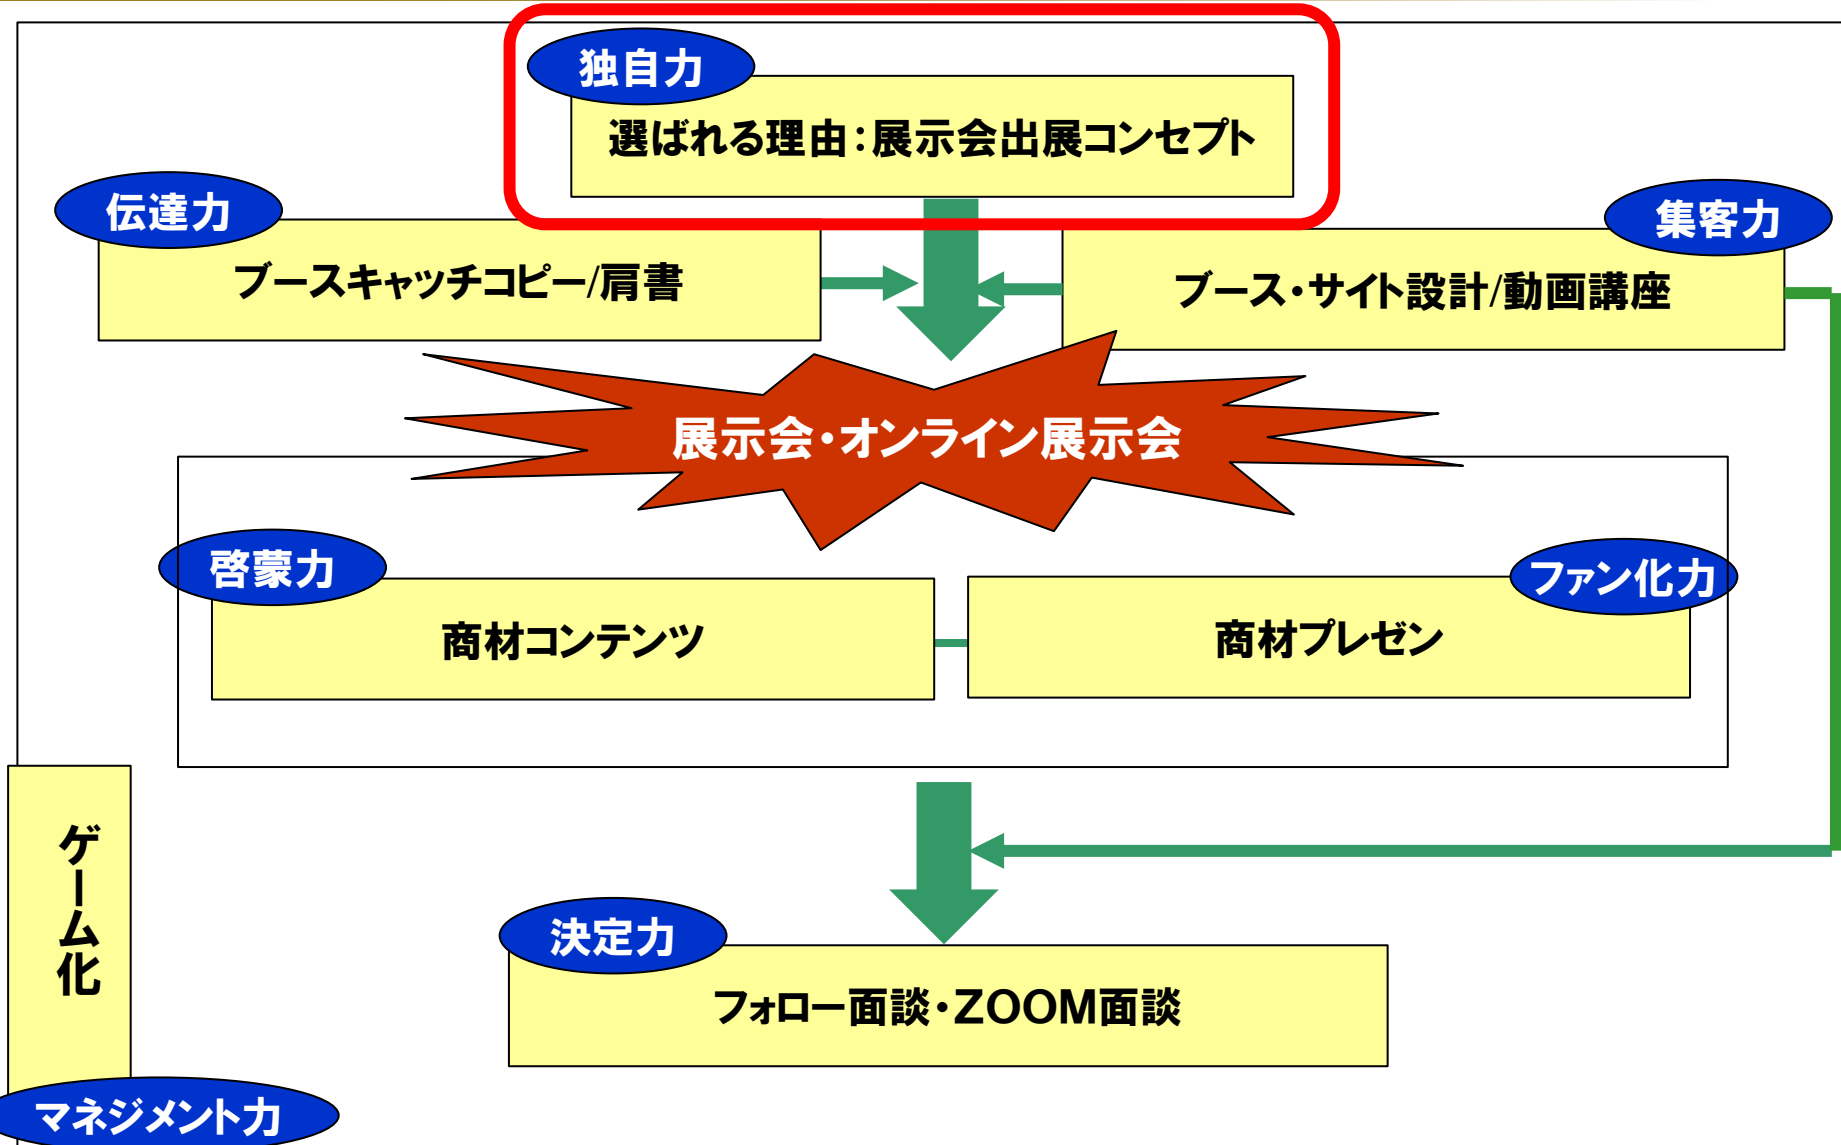 独自力
選ばれる理由：展示会出展コンセプト
伝達力
ブースキャッチコピー/肩書
集客力
ブース・サイト設計/動画講座
展示会・オンライン展示会
啓蒙力
商材コンテンツ
ファン化力
商材プレゼン
ゲーム化
決定力
フォロー面談・ZOOM面談
マネジメント力